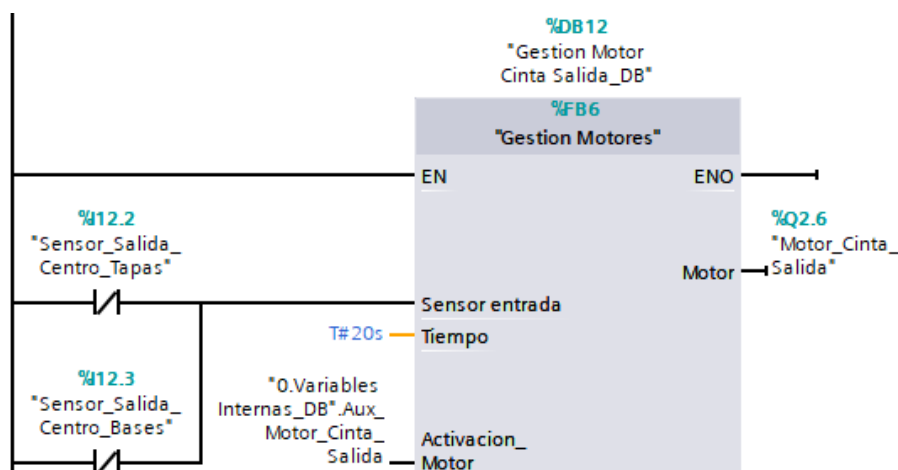 %DB12
"Gestion Motor
Cinta Salida_DB"
%FB6
"Gestion Motores"
EN
ENO
%I12.2
"Sensor_Salida_
Centro_Tapas"
%Q2.6
"Motor_Cinta_
Salida"
Motor
Sensor entrada
T#20s
Tiempo
%I12.3
"Sensor_Salida_
Centro_Bases"
"0.Variables
Internas_DB".Aux_
Motor_Cinta_
Salida
Activacion_
Motor